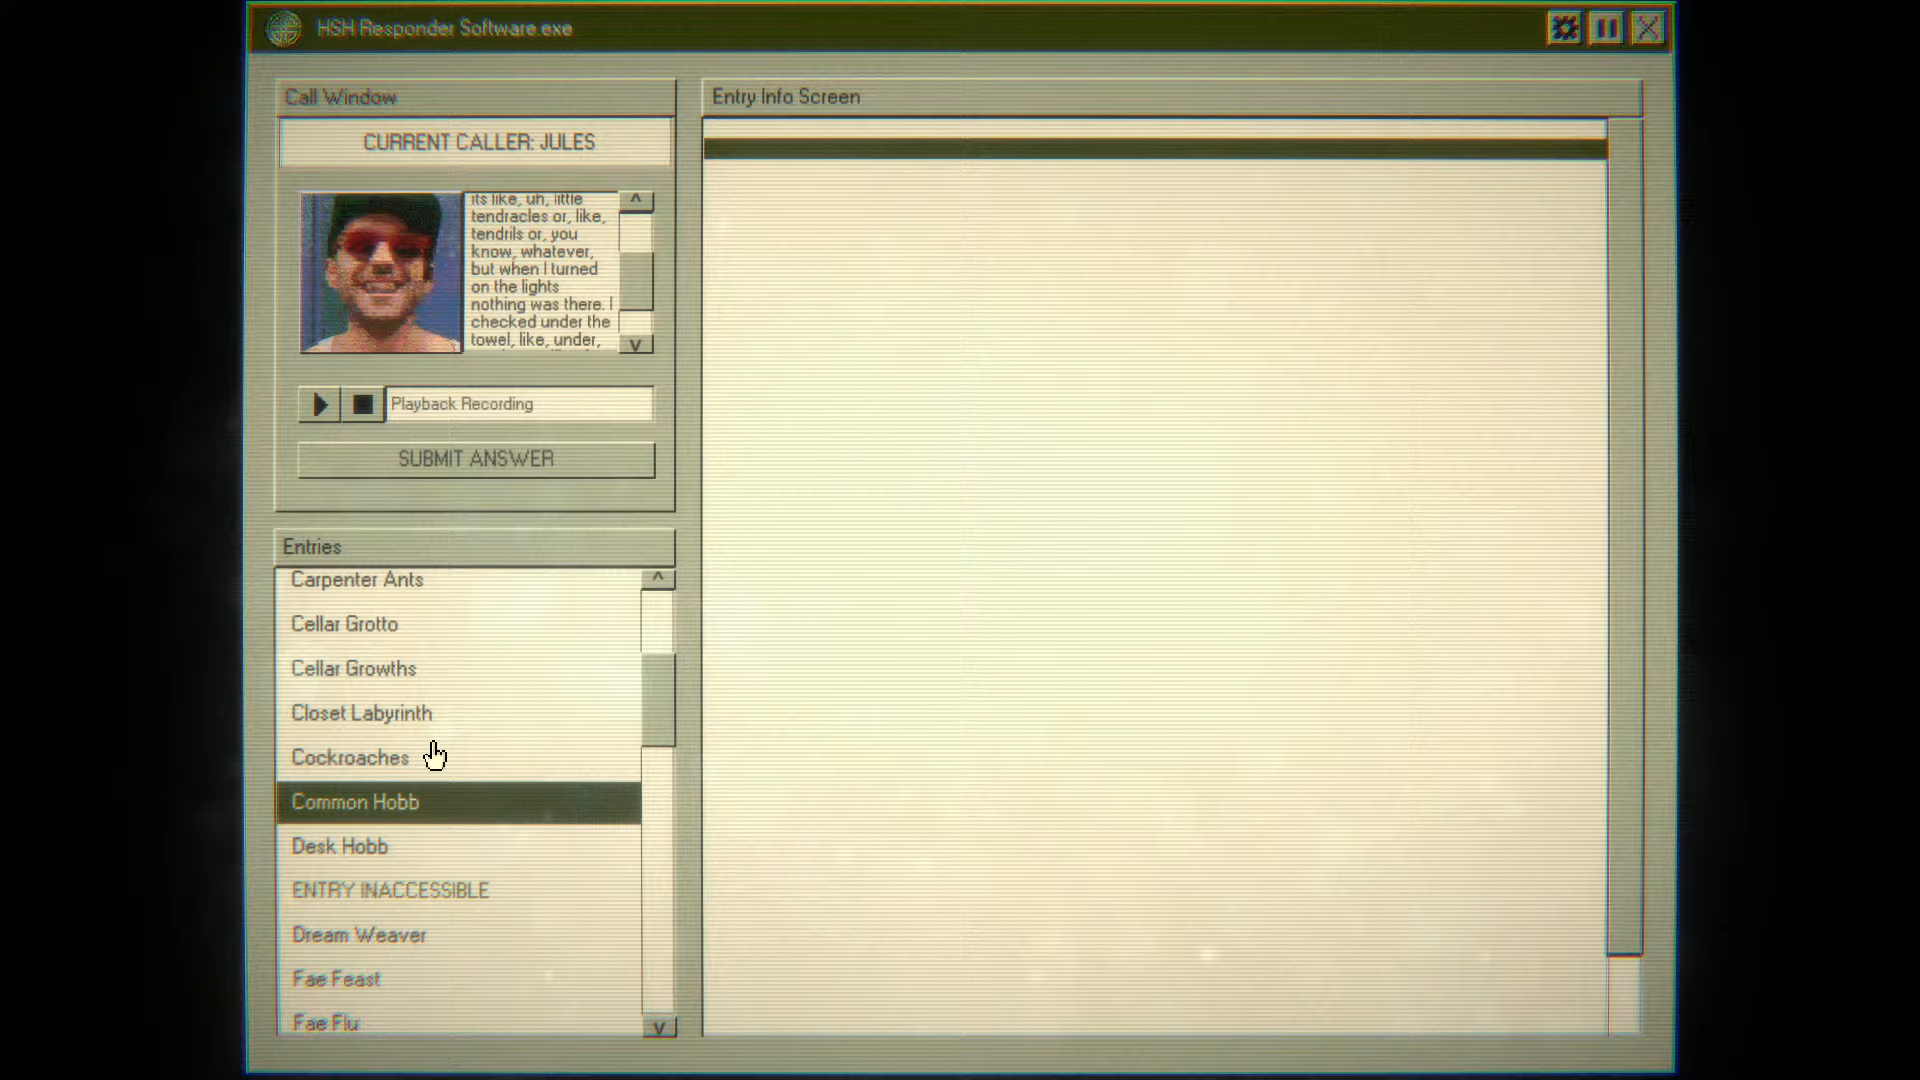 HSH Responder Software.exe
Call Window
CURRENT CALLER: JULES
its like, uh, little
tendracles or, like,
tendrils or, you
know, whatever,
but when I turned
on the lights
nothing was there. I
checked under the
towel, like, under,
Playback Recording
SUBMIT ANSWER
Entries
Carpenter Ants
Cellar Grotto
Cellar Growths
Closet Labyrinth
Cockroaches
Common Hobb
Desk Hobb
ENTRY INACCESSIBLE
Dream Weaver
Fae Feast
Fae Flu
Entry Info Screen